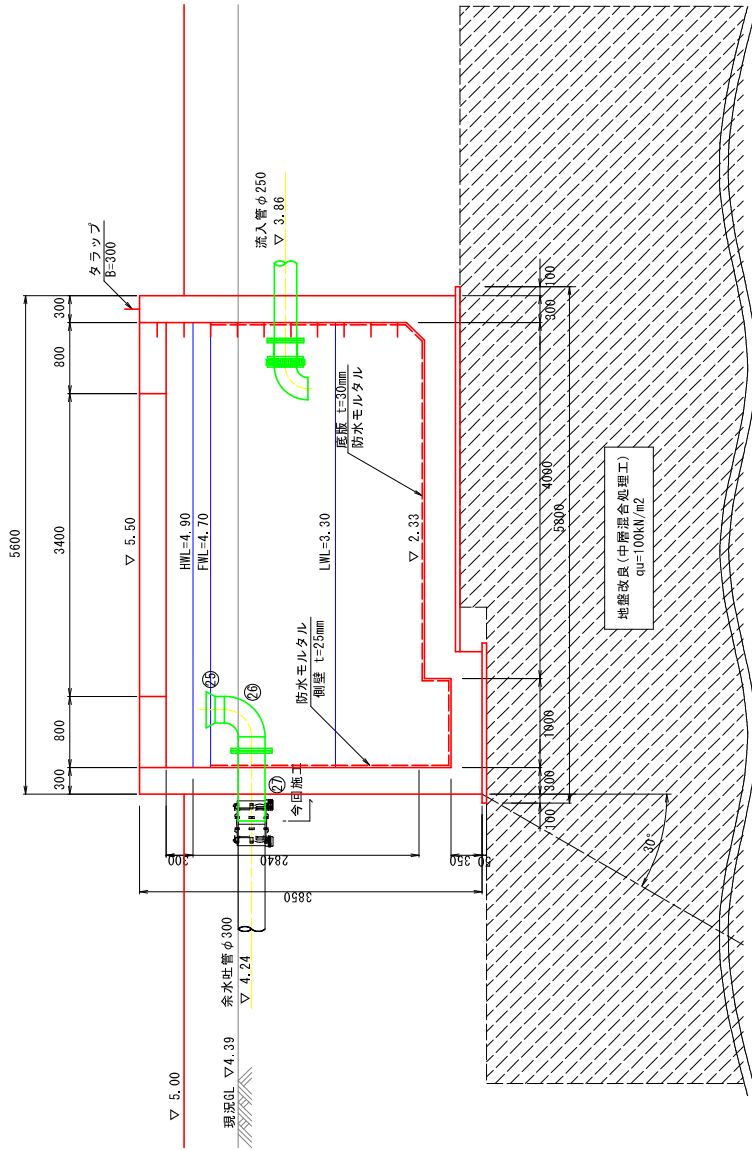 5600
300
800
3400
800
300
タラップ
B=300
▽ 5.50
HWL=4.90
FWL=4.70
LWL=3.30
▽ 2.33
流入管φ250
▽ 3.86
底版 t=30mm
防水モルタル
防水モルタル
側壁 t=25mm
25
26
27
今回施工
余水吐管φ300
▽ 4.24
現況GL ▽4.39
▽ 5.00
300
2840
350
50
3850
100
300
1000
4000
300
100
5800
30°
地盤改良(中層混合処理工)
qu=100kN/m2